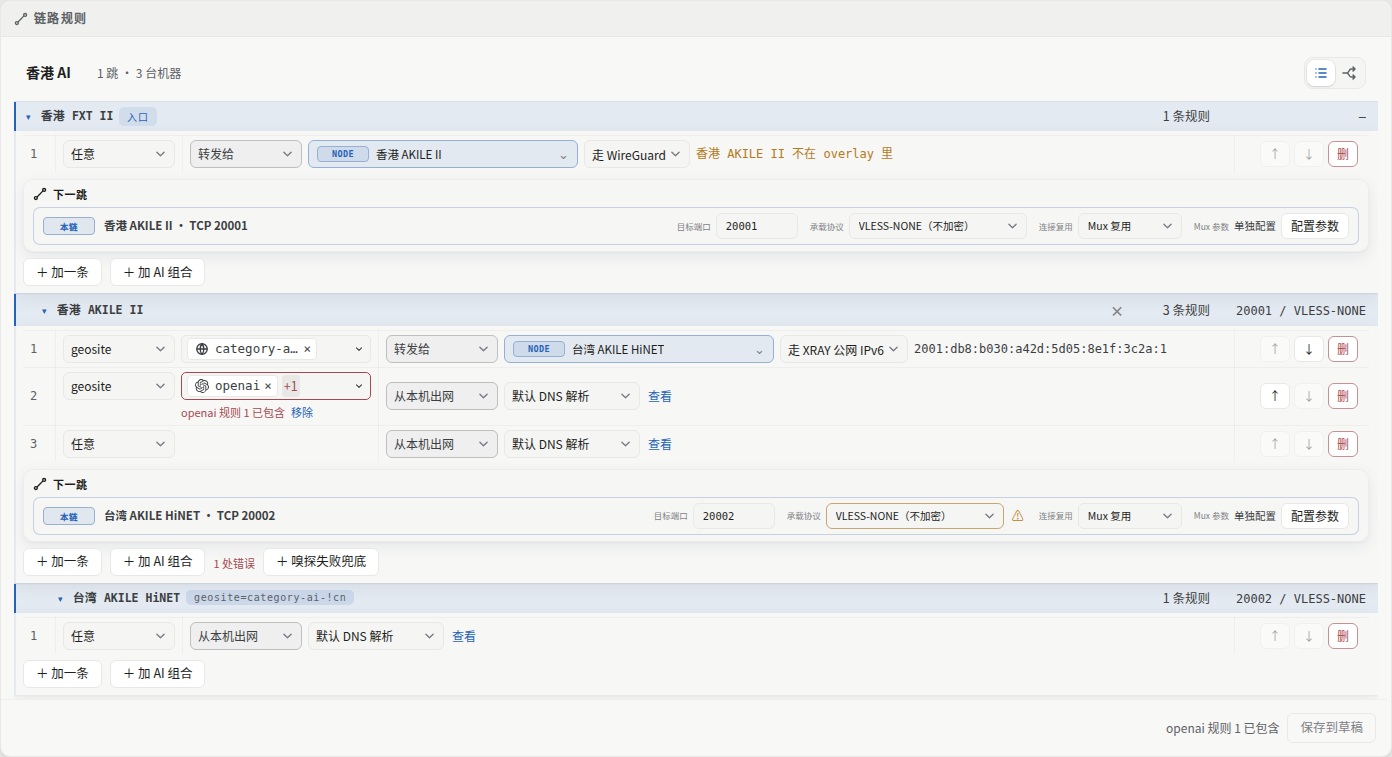 链路规则
香港 AI 1 跳 · 3 台机器
▾ 香港 FXT II 入口 1 条规则 –
1 任意 转发给 NODE 香港 AKILE II 走 WireGuard 香港 AKILE II 不在 overlay 里 ↑ ↓ 删
下一跳
本链 香港 AKILE II · TCP 20001 目标端口 20001 承载协议 VLESS-NONE（不加密） 连接复用 Mux 复用 Mux 参数 单独配置 配置参数
＋ 加一条 ＋ 加 AI 组合
▾ 香港 AKILE II × 3 条规则 20001 / VLESS-NONE
1 geosite category-a… × 转发给 NODE 台湾 AKILE HiNET 走 XRAY 公网 IPv6 2001:db8:b030:a42d:5d05:8e1f:3c2a:1 ↑ ↓ 删
2 geosite openai × +1 从本机出网 默认 DNS 解析 查看 ↑ ↓ 删
openai 规则 1 已包含 移除
3 任意 从本机出网 默认 DNS 解析 查看 ↑ ↓ 删
下一跳
本链 台湾 AKILE HiNET · TCP 20002 目标端口 20002 承载协议 VLESS-NONE（不加密） 连接复用 Mux 复用 Mux 参数 单独配置 配置参数
＋ 加一条 ＋ 加 AI 组合 1 处错误 ＋ 嗅探失败兜底
▾ 台湾 AKILE HiNET geosite=category-ai-!cn 1 条规则 20002 / VLESS-NONE
1 任意 从本机出网 默认 DNS 解析 查看 ↑ ↓ 删
＋ 加一条 ＋ 加 AI 组合
openai 规则 1 已包含 保存到草稿